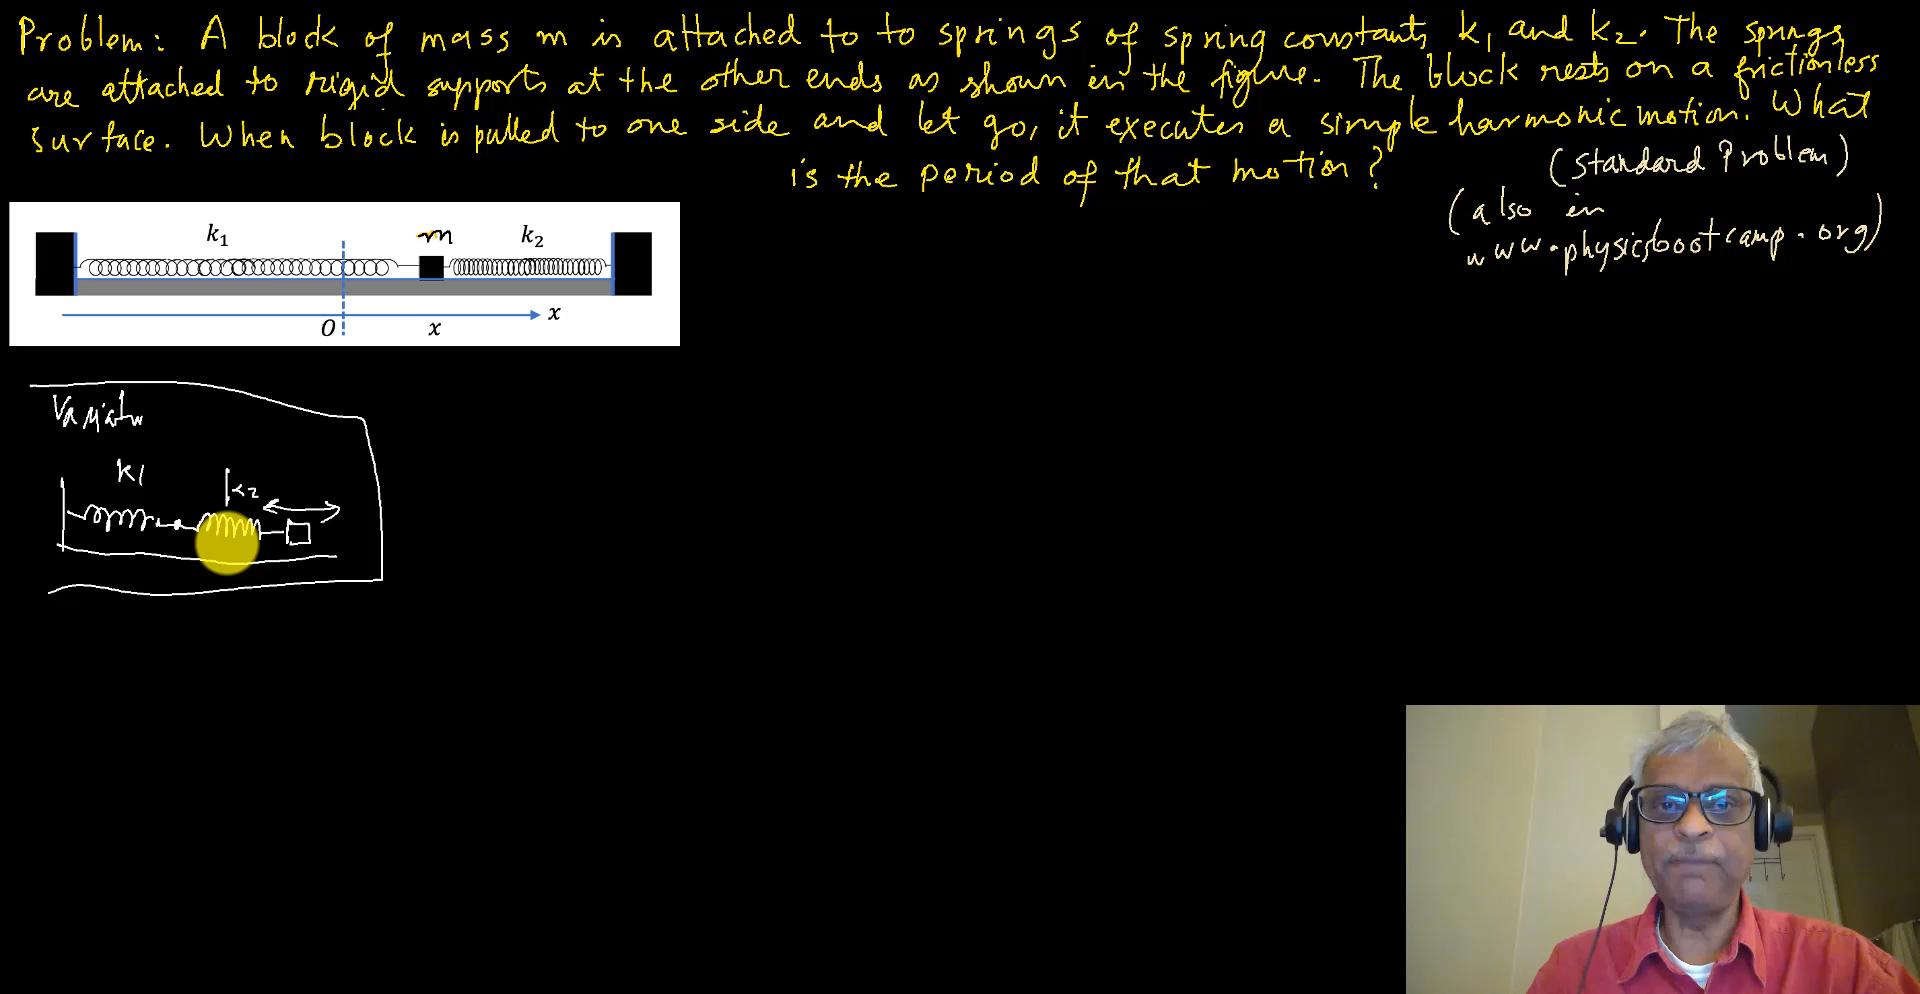 Problem: A block of mass m is attached to to springs of spring constants k₁ and k₂. The springs
are attached to rigid supports at the other ends as shown in the figure. The block rests on a frictionless
surface. When block is pulled to one side and let go, it executes a simple harmonic motion. What
is the period of that motion?
(Standard Problem)
(also in
www.physicsbootcamp.org)
k₁ m k₂
O x x
k1
k2